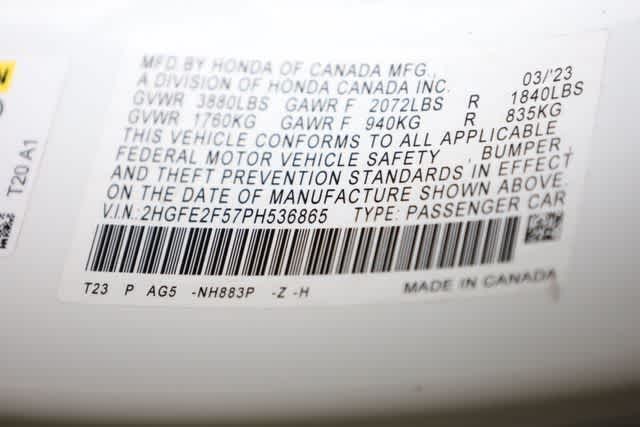 MFD BY HONDA OF CANADA MFG.,
A DIVISION OF HONDA CANADA INC. 03/'23
GVWR 3880LBS GAWR F 2072LBS R 1840LBS
GVWR 1760KG GAWR F 940KG R 835KG
THIS VEHICLE CONFORMS TO ALL APPLICABLE
FEDERAL MOTOR VEHICLE SAFETY , BUMPER,
AND THEFT PREVENTION STANDARDS IN EFFECT
ON THE DATE OF MANUFACTURE SHOWN ABOVE.
V.I.N.:2HGFE2F57PH536865 TYPE: PASSENGER CAR
T23 P AG5 -NH883P -Z -H MADE IN CANADA
T20 A1